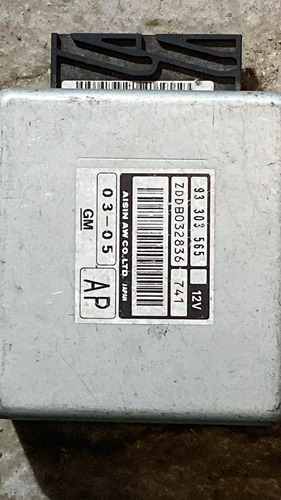 93 303 565 12V
ZDDB032836 741
AISIN AW CO.,LTD. JAPAN
03-05 AP
GM